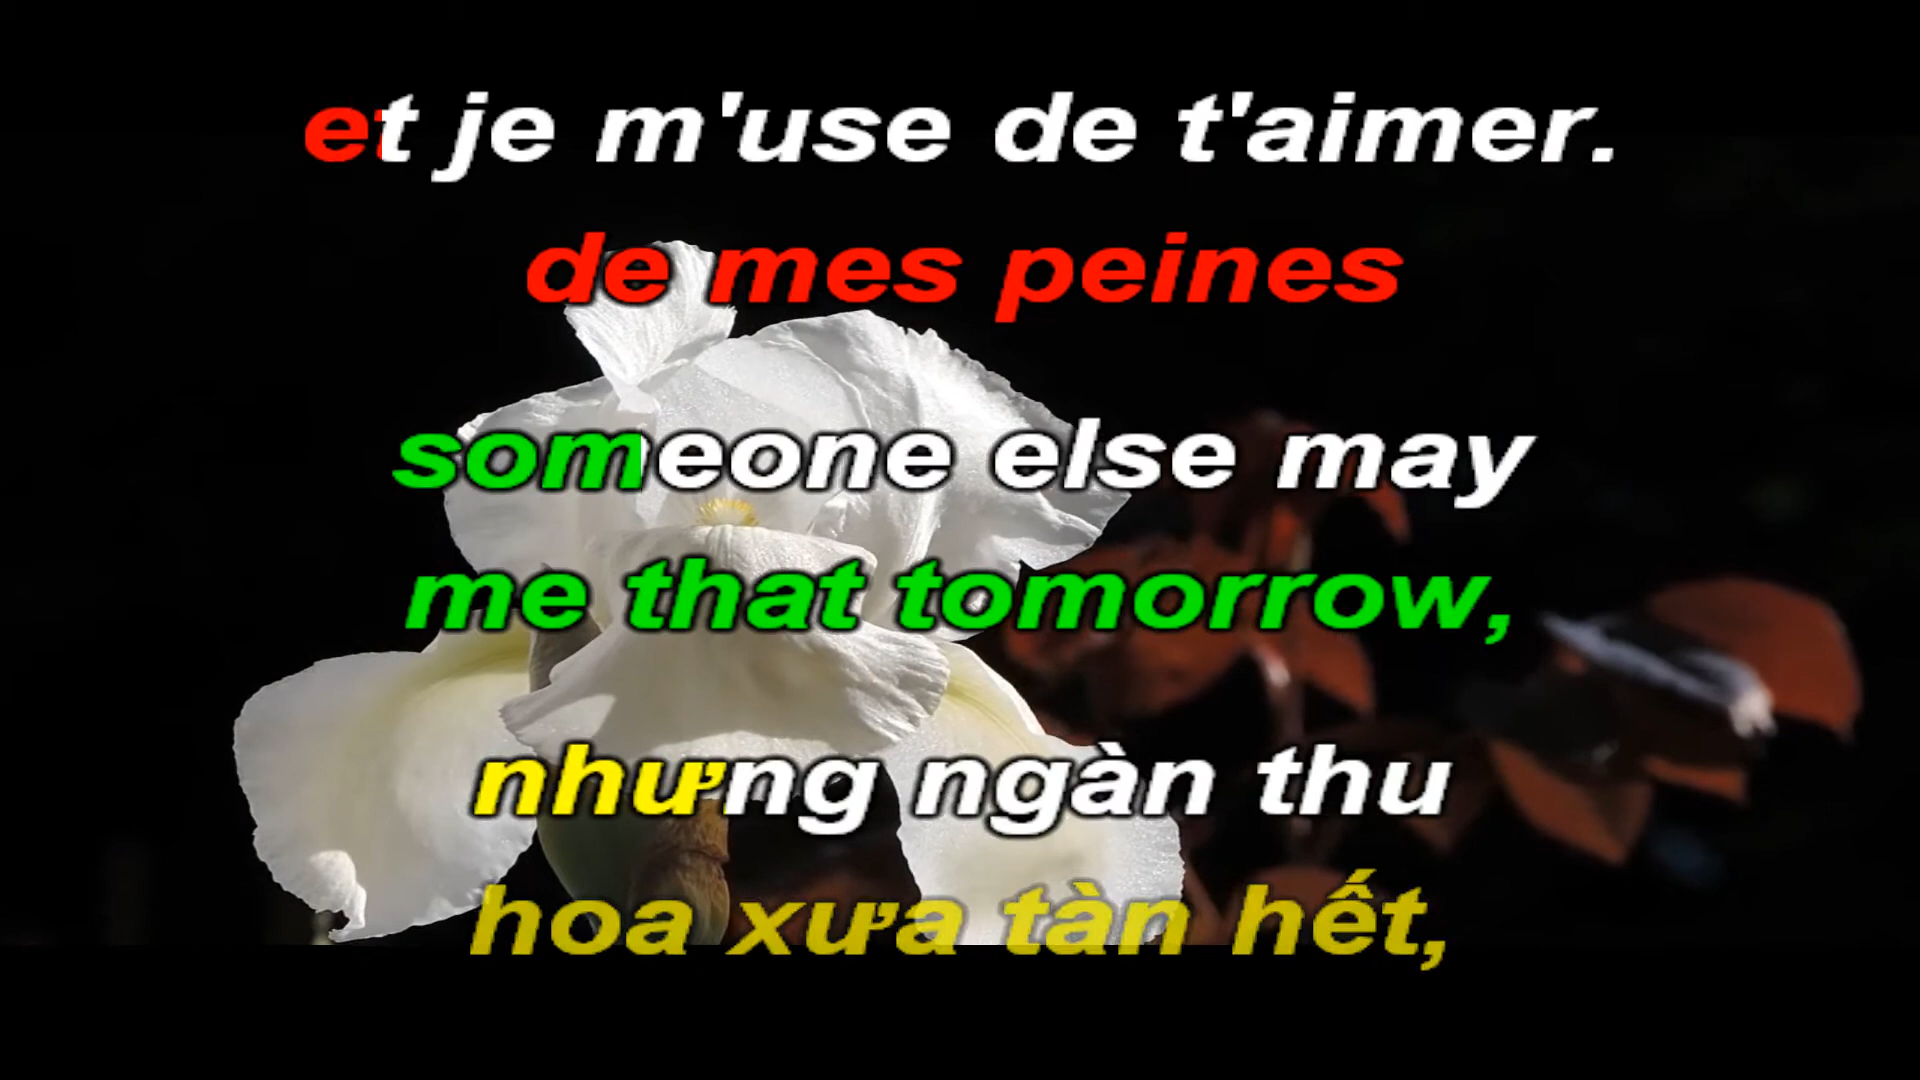 et je m'use de t'aimer.
de mes peines
someone else may
me that tomorrow,
nhưng ngàn thu
hoa xưa tàn hết,